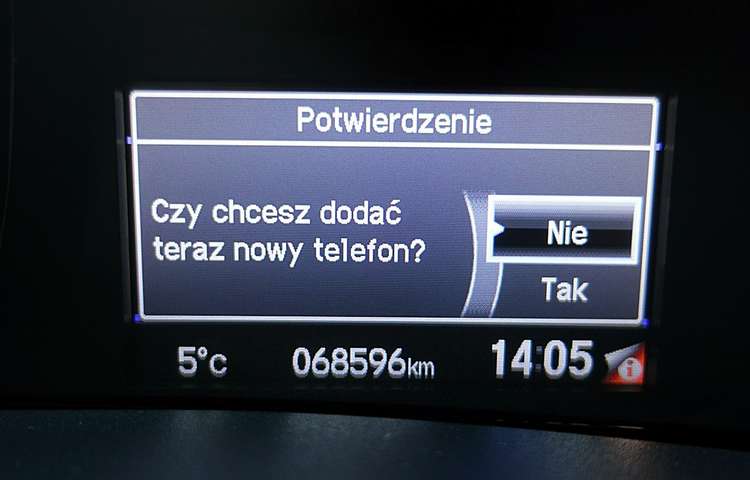 Potwierdzenie
Czy chcesz dodać
teraz nowy telefon?
Nie
Tak
5°C 068596km 14:05 i